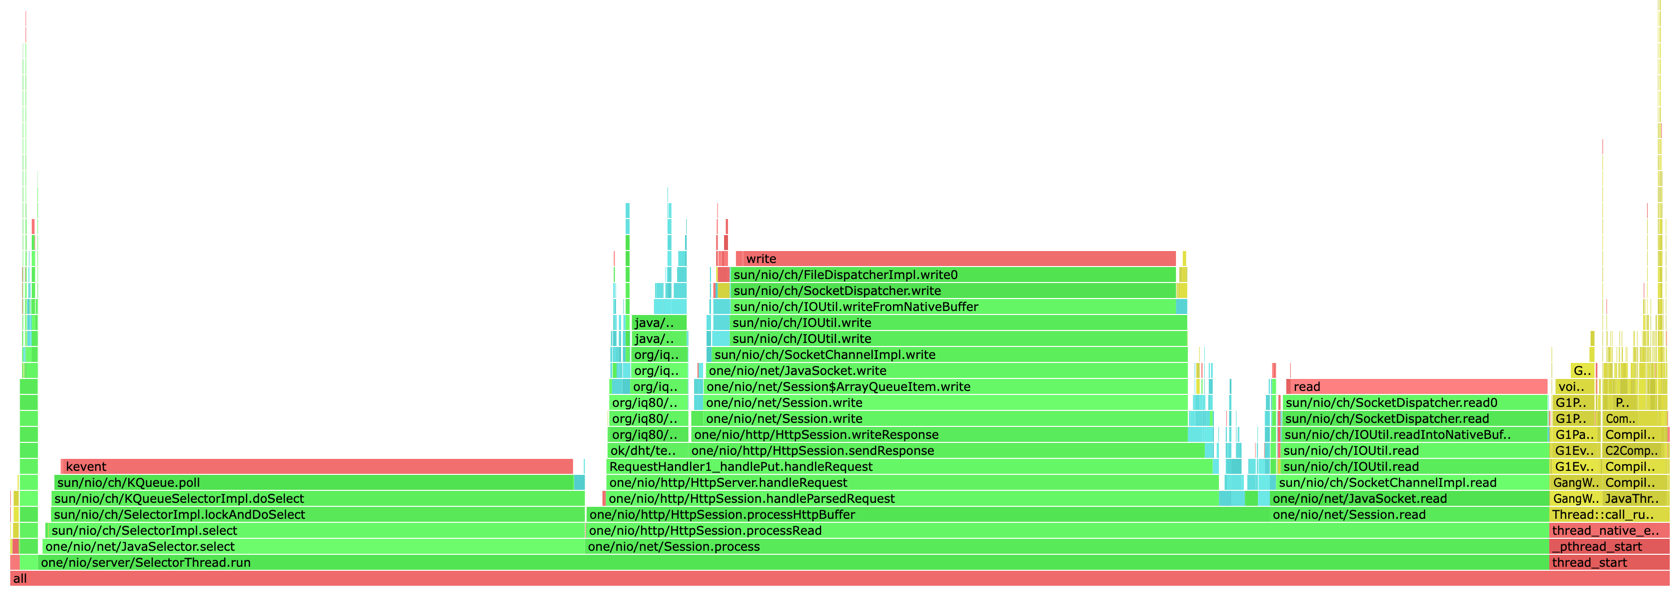 write
sun/nio/ch/FileDispatcherImpl.write0
sun/nio/ch/SocketDispatcher.write
sun/nio/ch/IOUtil.writeFromNativeBuffer
java/.. sun/nio/ch/IOUtil.write
java/.. sun/nio/ch/IOUtil.write
org/iq.. sun/nio/ch/SocketChannelImpl.write
org/iq.. one/nio/net/JavaSocket.write G..
org/iq.. one/nio/net/Session$ArrayQueueItem.write read voi..
org/iq80/.. one/nio/net/Session.write sun/nio/ch/SocketDispatcher.read0 G1P.. P..
org/iq80/.. one/nio/net/Session.write sun/nio/ch/SocketDispatcher.read G1P.. Com..
org/iq80/.. one/nio/http/HttpSession.writeResponse sun/nio/ch/IOUtil.readIntoNativeBuf.. G1Pa.. Compil..
ok/dht/te.. one/nio/http/HttpSession.sendResponse sun/nio/ch/IOUtil.read G1Ev.. C2Comp..
kevent RequestHandler1_handlePut.handleRequest sun/nio/ch/IOUtil.read G1Ev.. Compil..
sun/nio/ch/KQueue.poll one/nio/http/HttpServer.handleRequest sun/nio/ch/SocketChannelImpl.read GangW.. Compil..
sun/nio/ch/KQueueSelectorImpl.doSelect one/nio/http/HttpSession.handleParsedRequest one/nio/net/JavaSocket.read GangW.. JavaThr..
sun/nio/ch/SelectorImpl.lockAndDoSelect one/nio/http/HttpSession.processHttpBuffer one/nio/net/Session.read Thread::call_ru..
sun/nio/ch/SelectorImpl.select one/nio/http/HttpSession.processRead thread_native_e..
one/nio/net/JavaSelector.select one/nio/net/Session.process _pthread_start
one/nio/server/SelectorThread.run thread_start
all